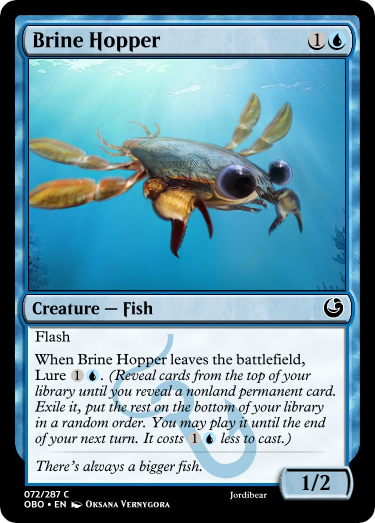 Brine Hopper 1
Creature — Fish
Flash
When Brine Hopper leaves the battlefield,
Lure 1 . (Reveal cards from the top of your
library until you reveal a nonland permanent card.
Exile it, put the rest on the bottom of your library
in a random order. You may play it until the end
of your next turn. It costs 1 less to cast.)
There's always a bigger fish.
1/2
072/287 C Jordibear
OBO • EN Oksana Vernygora